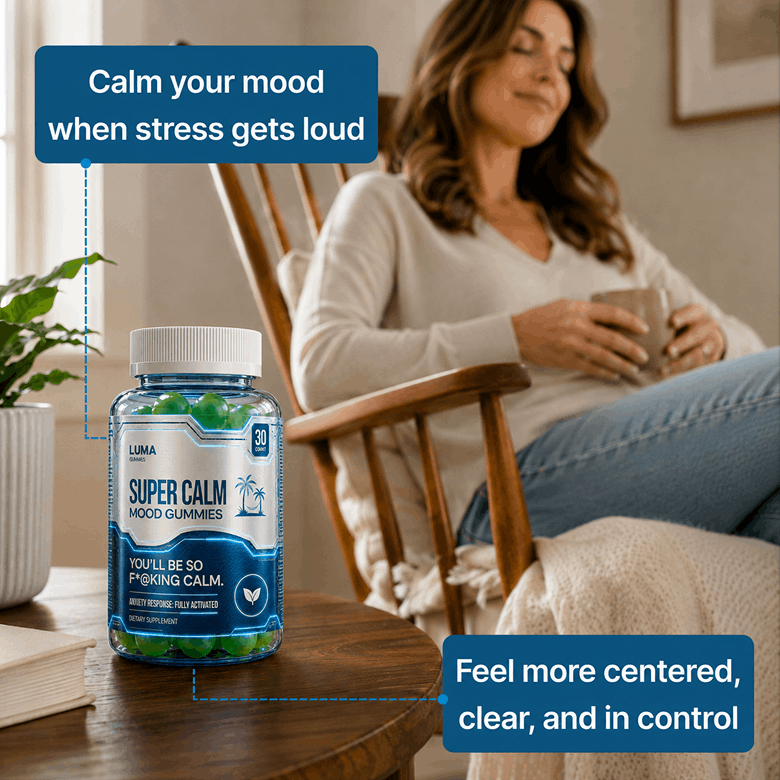 Calm your mood
when stress gets loud
LUMA
GUMMIES
30
COUNT
SUPER CALM
MOOD GUMMIES
YOU'LL BE SO
F*@KING CALM.
ANXIETY RESPONSE: FULLY ACTIVATED
DIETARY SUPPLEMENT
Feel more centered,
clear, and in control